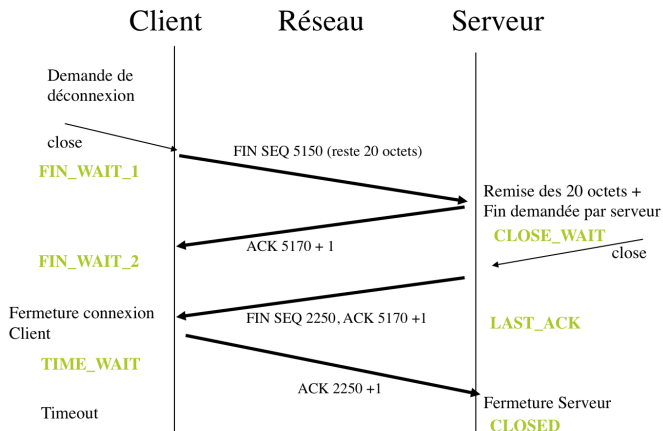 Client Réseau Serveur
Demande de
déconnexion
close
FIN SEQ 5150 (reste 20 octets)
FIN_WAIT_1
Remise des 20 octets +
Fin demandée par serveur
CLOSE_WAIT
ACK 5170 + 1
close
FIN_WAIT_2
Fermeture connexion
Client
FIN SEQ 2250, ACK 5170 +1
LAST_ACK
TIME_WAIT
ACK 2250 +1
Timeout
Fermeture Serveur
CLOSED